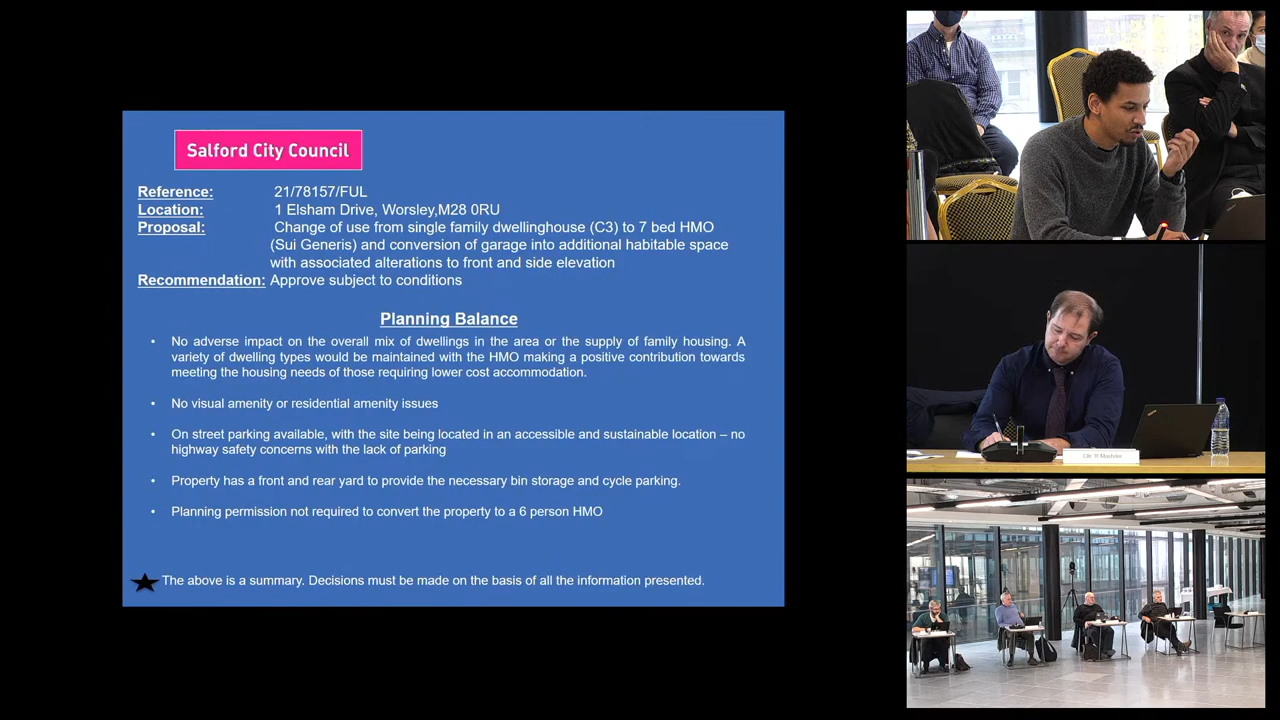 Salford City Council
Reference: 21/78157/FUL
Location: 1 Elsham Drive, Worsley,M28 0RU
Proposal: Change of use from single family dwellinghouse (C3) to 7 bed HMO
(Sui Generis) and conversion of garage into additional habitable space
with associated alterations to front and side elevation
Recommendation: Approve subject to conditions
Planning Balance
• No adverse impact on the overall mix of dwellings in the area or the supply of family housing. A
variety of dwelling types would be maintained with the HMO making a positive contribution towards
meeting the housing needs of those requiring lower cost accommodation.
• No visual amenity or residential amenity issues
• On street parking available, with the site being located in an accessible and sustainable location – no
highway safety concerns with the lack of parking
• Property has a front and rear yard to provide the necessary bin storage and cycle parking.
• Planning permission not required to convert the property to a 6 person HMO
The above is a summary. Decisions must be made on the basis of all the information presented.